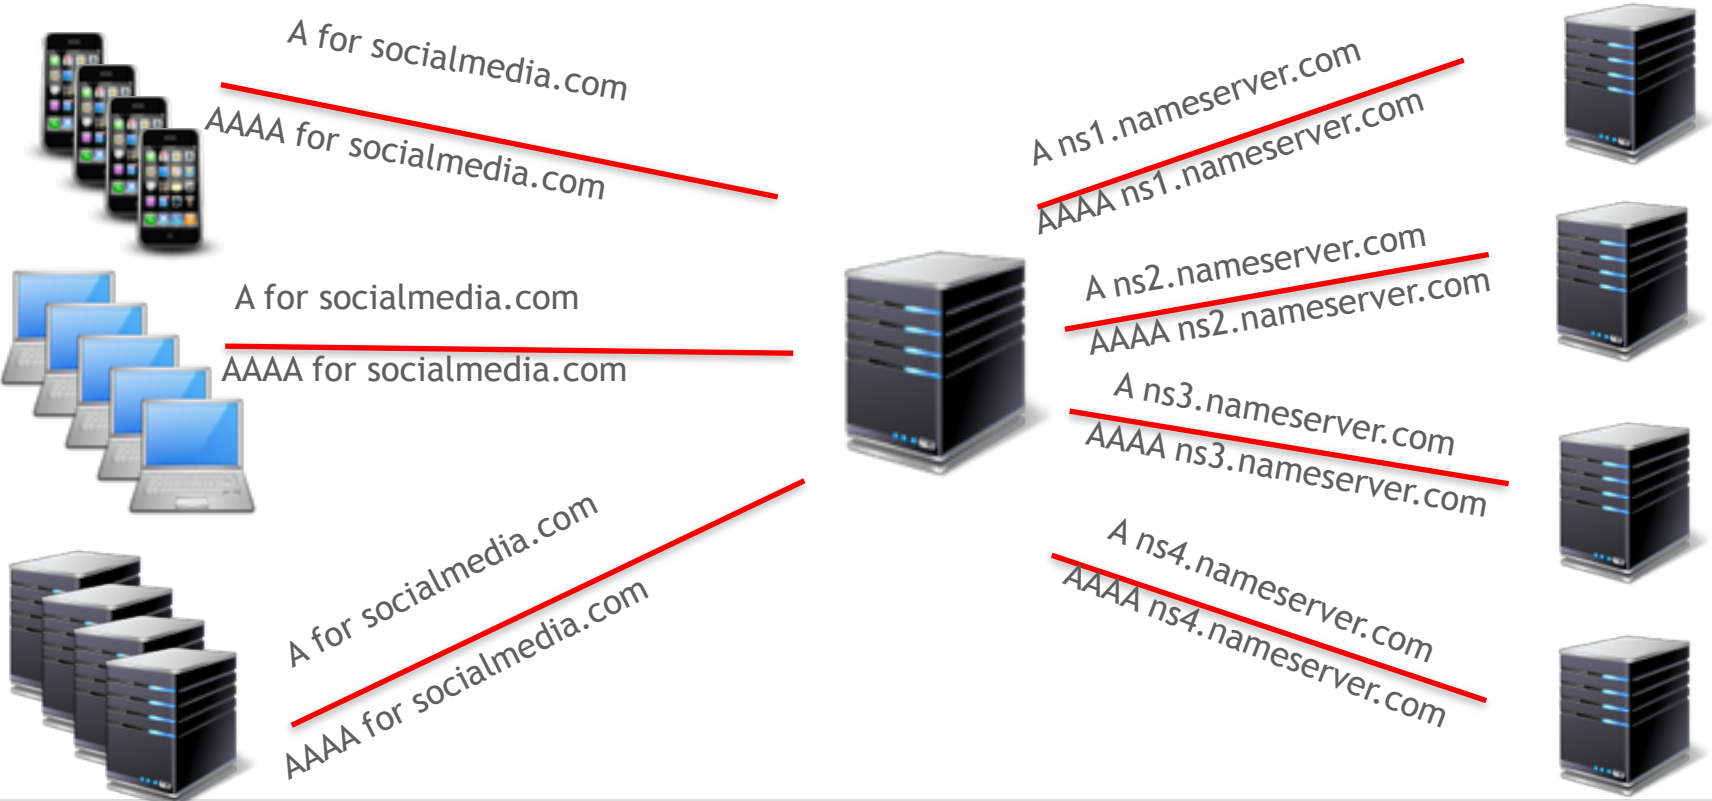 A for socialmedia.com
AAAA for socialmedia.com
A for socialmedia.com
AAAA for socialmedia.com
A for socialmedia.com
AAAA for socialmedia.com
A ns1.nameserver.com
AAAA ns1.nameserver.com
A ns2.nameserver.com
AAAA ns2.nameserver.com
A ns3.nameserver.com
AAAA ns3.nameserver.com
A ns4.nameserver.com
AAAA ns4.nameserver.com